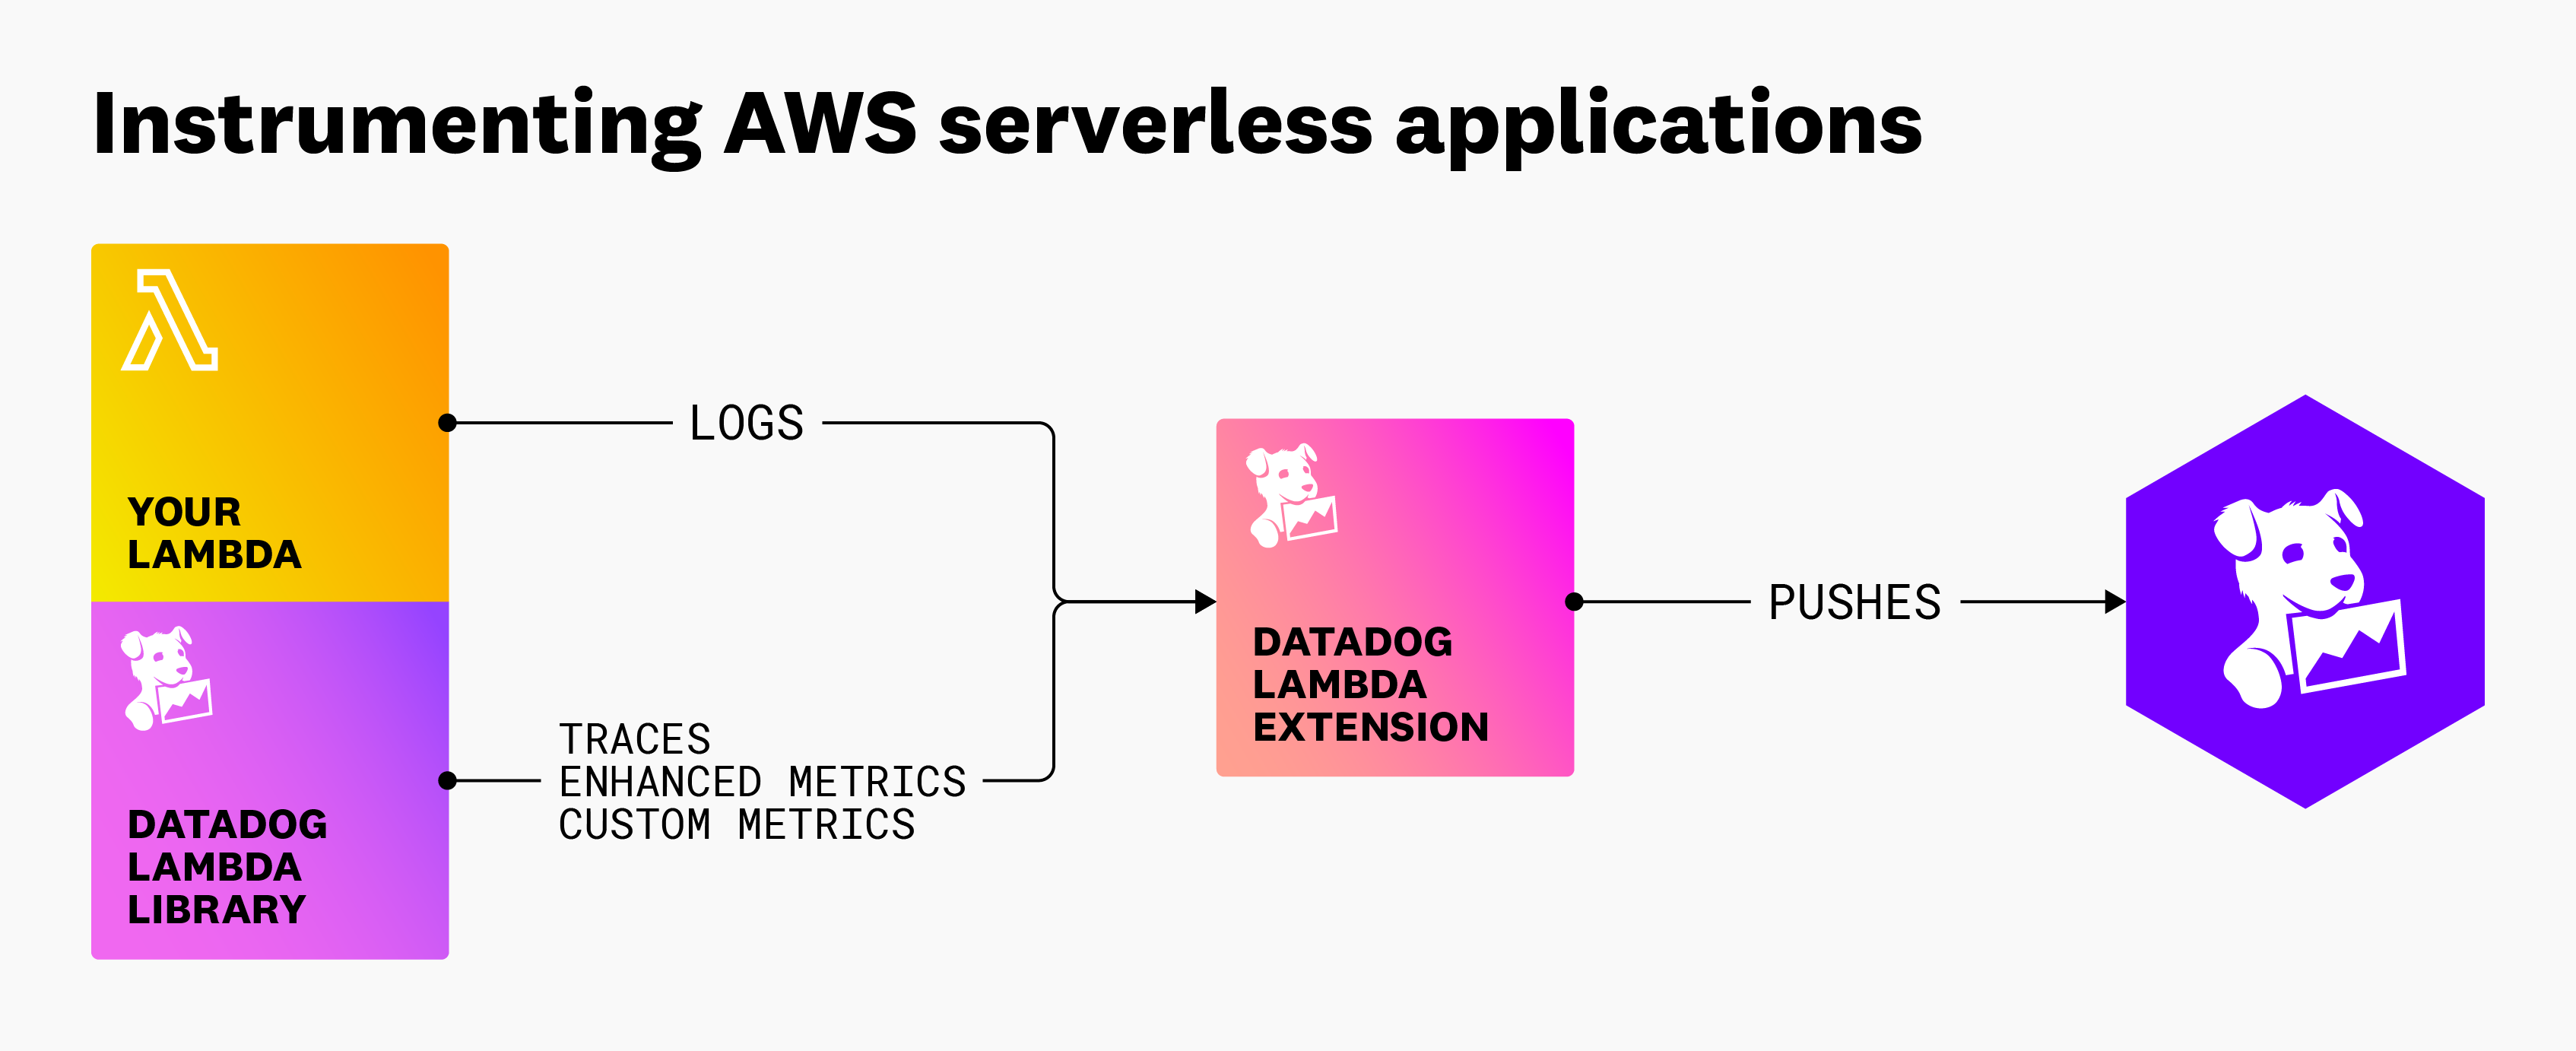 Instrumenting AWS serverless applications
YOUR
LAMBDA
LOGS
DATADOG
LAMBDA
LIBRARY
TRACES
ENHANCED METRICS
CUSTOM METRICS
DATADOG
LAMBDA
EXTENSION
PUSHES